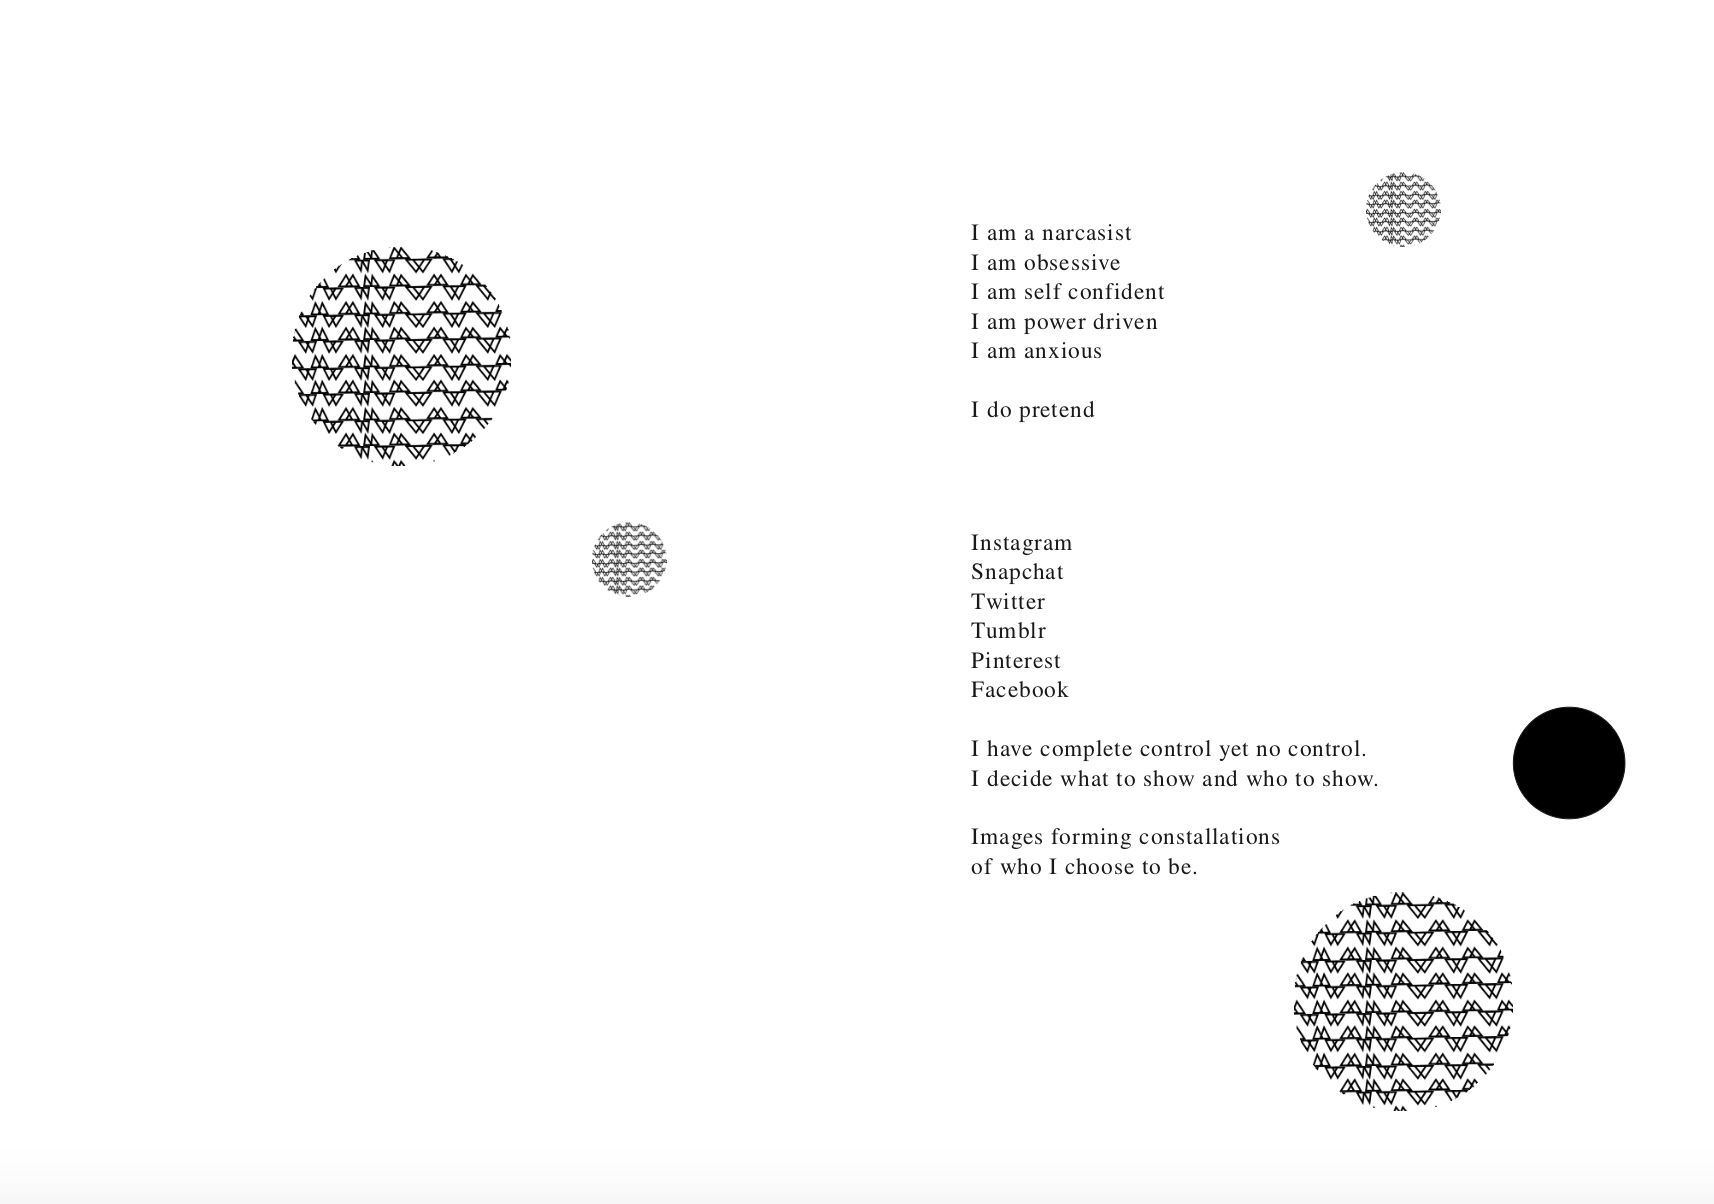 I am a narcasist
I am obsessive
I am self confident
I am power driven
I am anxious
I do pretend
Instagram
Snapchat
Twitter
Tumblr
Pinterest
Facebook
I have complete control yet no control.
I decide what to show and who to show.
Images forming constallations
of who I choose to be.